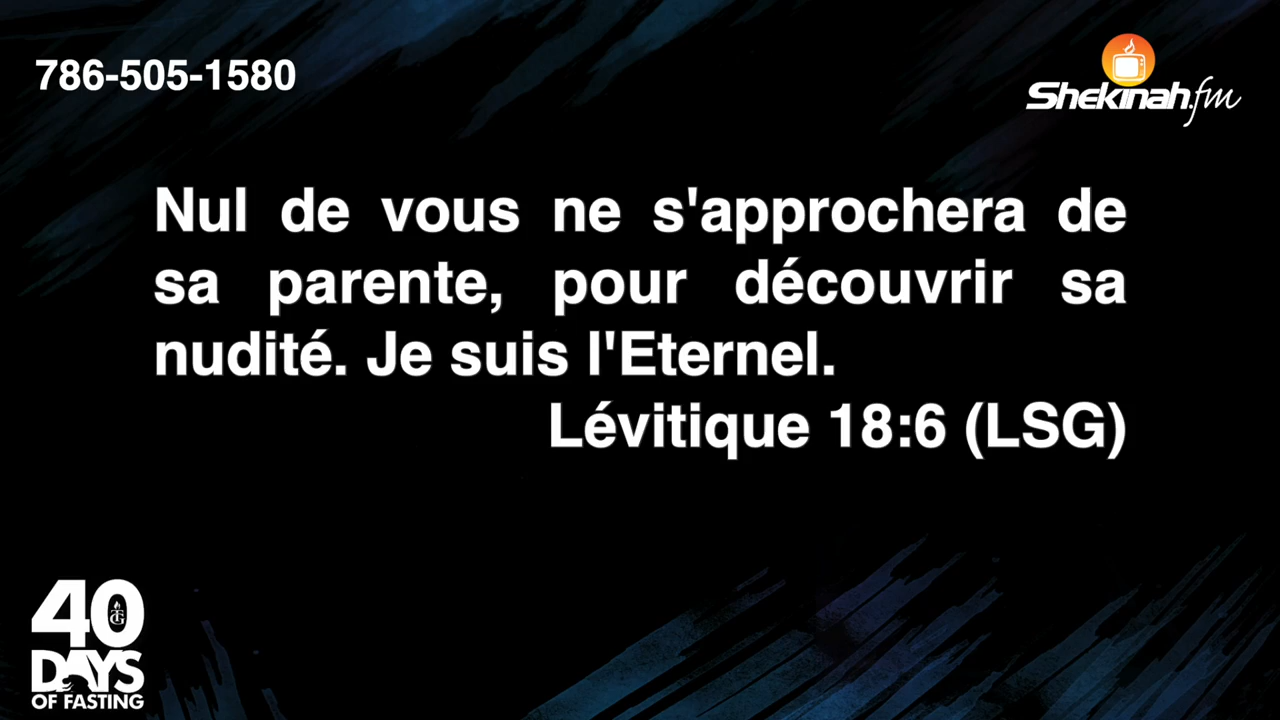 786-505-1580
Shekinah.fm
Nul de vous ne s'approchera de
sa parente, pour découvrir sa
nudité. Je suis l'Eternel.
Lévitique 18:6 (LSG)
40
DAYS
OF FASTING